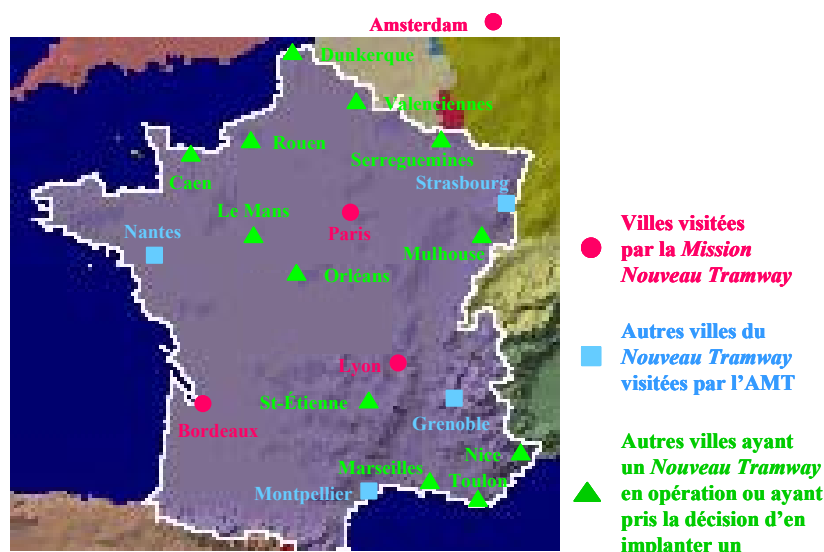 Amsterdam
Dunkerque
Valenciennes
Rouen
Serreguemines
Caen
Strasbourg
Le Mans
Nantes
Paris
Mulhouse
Orléans
Lyon
St-Étienne
Grenoble
Bordeaux
Nice
Marseilles
Toulon
Montpellier
Villes visitées
par la Mission
Nouveau Tramway
Autres villes du
Nouveau Tramway
visitées par l’AMT
Autres villes ayant
un Nouveau Tramway
en opération ou ayant
pris la décision d’en
implanter un